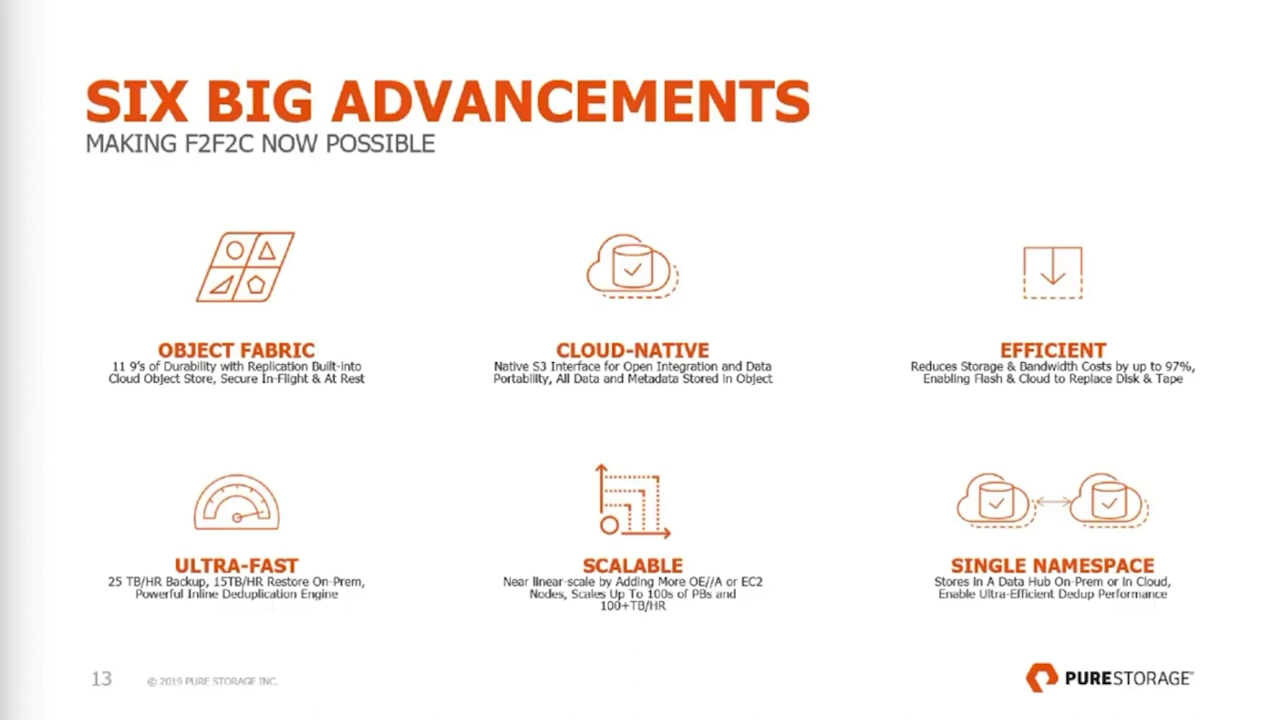 SIX BIG ADVANCEMENTS
MAKING F2F2C NOW POSSIBLE
OBJECT FABRIC
11 9's of Durability with Replication Built-into
Cloud Object Store, Secure In-Flight & At Rest
CLOUD-NATIVE
Native S3 Interface for Open Integration and Data
Portability, All Data and Metadata Stored in Object
EFFICIENT
Reduces Storage & Bandwidth Costs by up to 97%,
Enabling Flash & Cloud to Replace Disk & Tape
ULTRA-FAST
25 TB/HR Backup, 15TB/HR Restore On-Prem,
Powerful Inline Deduplication Engine
SCALABLE
Near linear-scale by Adding More OE//A or EC2
Nodes, Scales Up To 100s of PBs and
100+TB/HR
SINGLE NAMESPACE
Stores In A Data Hub On-Prem or In Cloud,
Enable Ultra-Efficient Dedup Performance
13
© 2019 PURE STORAGE INC.
PURESTORAGE